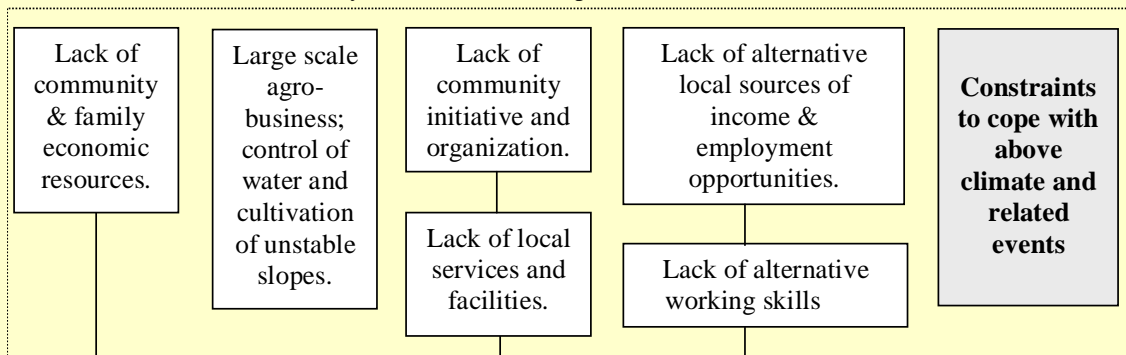 Lack of
community
& family
economic
resources.
Large scale
agro-
business;
control of
water and
cultivation
of unstable
slopes.
Lack of
community
initiative and
organization.
Lack of local
services and
facilities.
Lack of alternative
local sources of
income &
employment
opportunities.
Lack of alternative
working skills
Constraints
to cope with
above
climate and
related
events